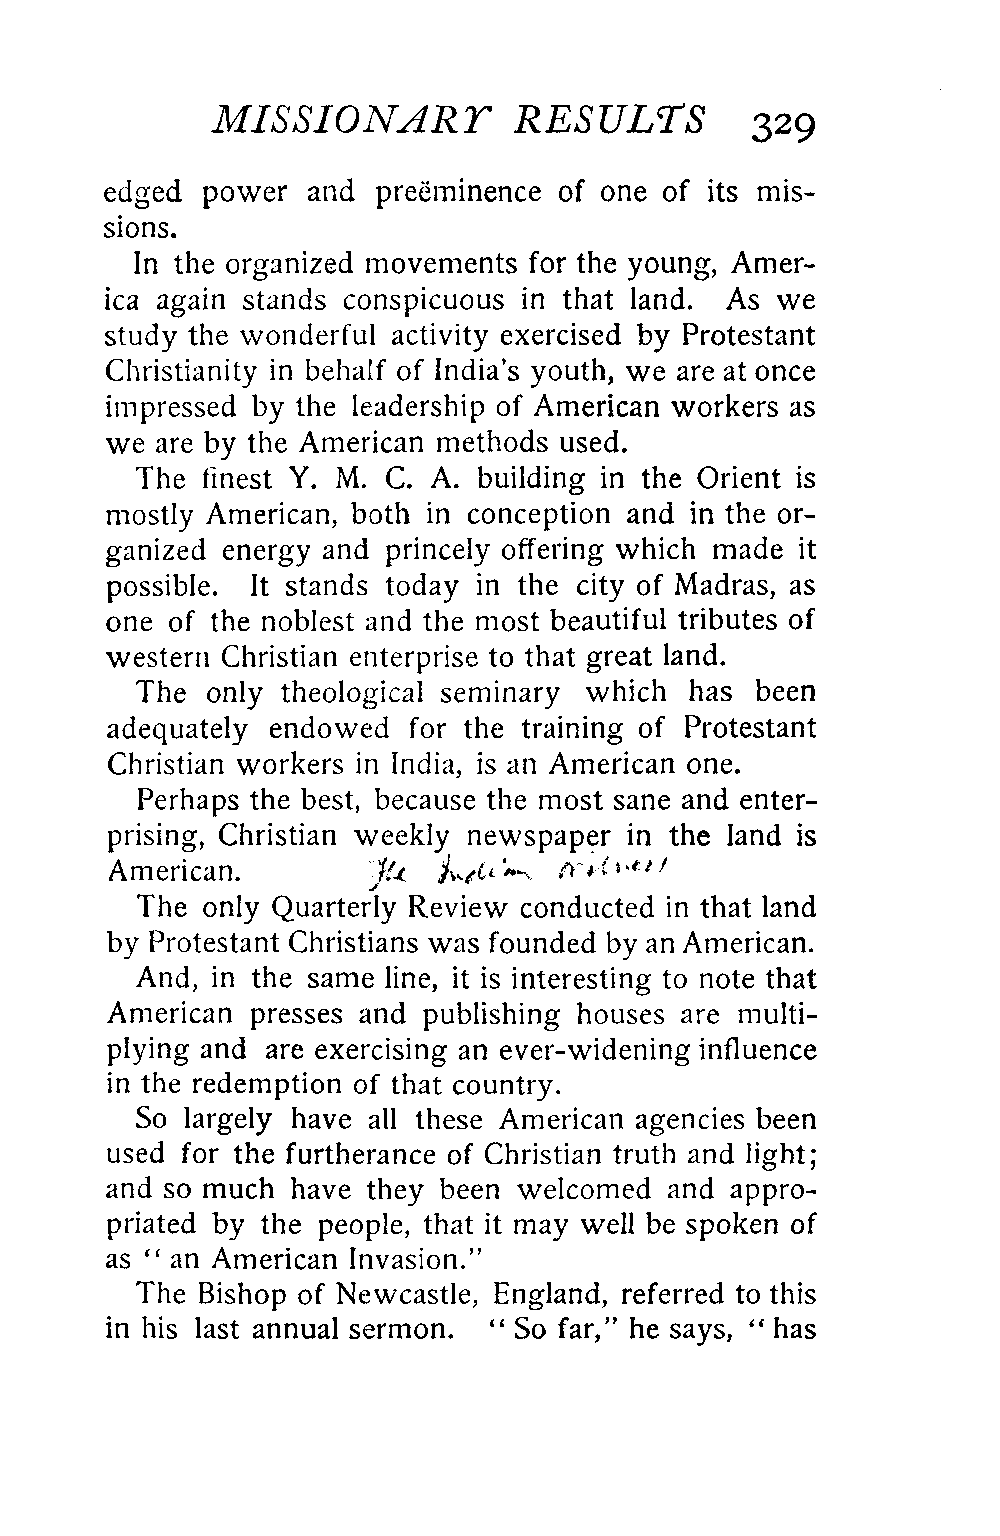 MISSIONARY RESULTS 329
edged power and preëminence of one of its mis-
sions.
In the organized movements for the young, Amer-
ica again stands conspicuous in that land. As we
study the wonderful activity exercised by Protestant
Christianity in behalf of India's youth, we are at once
impressed by the leadership of American workers as
we are by the American methods used.
The finest Y. M. C. A. building in the Orient is
mostly American, both in conception and in the or-
ganized energy and princely offering which made it
possible. It stands today in the city of Madras, as
one of the noblest and the most beautiful tributes of
western Christian enterprise to that great land.
The only theological seminary which has been
adequately endowed for the training of Protestant
Christian workers in India, is an American one.
Perhaps the best, because the most sane and enter-
prising, Christian weekly newspaper in the land is
American. The Indian Witness
The only Quarterly Review conducted in that land
by Protestant Christians was founded by an American.
And, in the same line, it is interesting to note that
American presses and publishing houses are multi-
plying and are exercising an ever-widening influence
in the redemption of that country.
So largely have all these American agencies been
used for the furtherance of Christian truth and light;
and so much have they been welcomed and appro-
priated by the people, that it may well be spoken of
as “ an American Invasion.”
The Bishop of Newcastle, England, referred to this
in his last annual sermon. “ So far,” he says, “ has